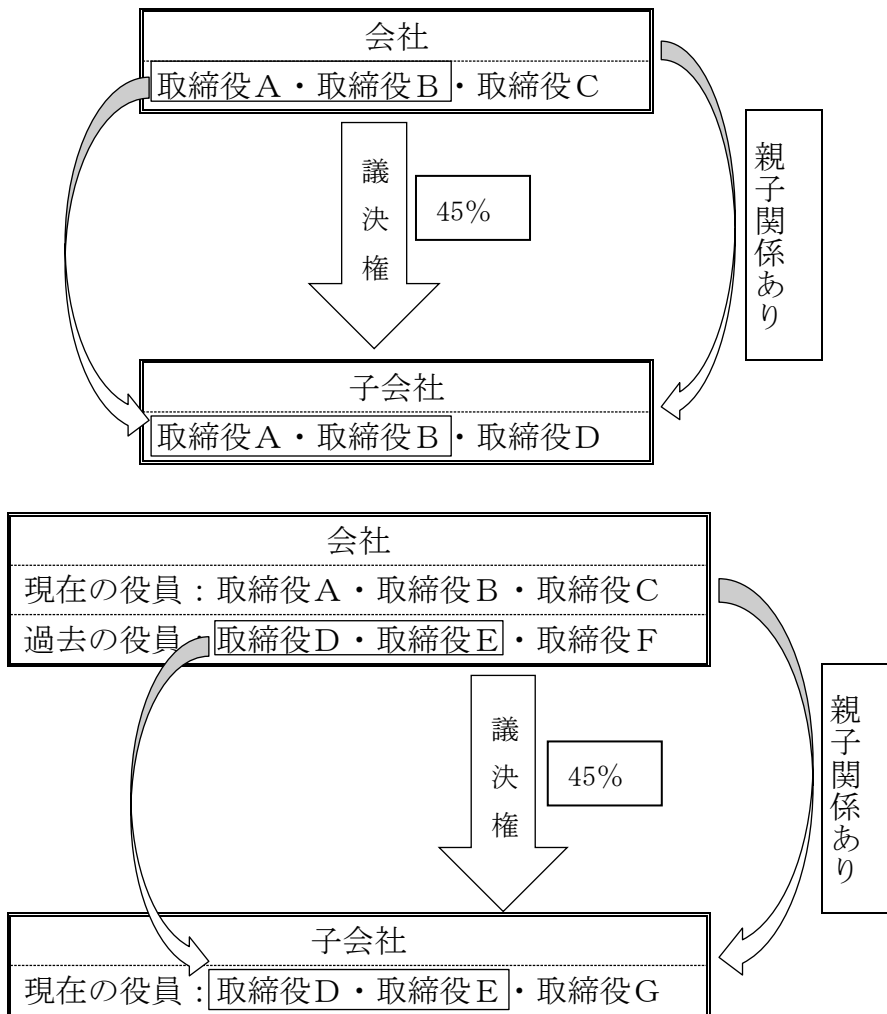 会社
取締役A・取締役B・取締役C
議決権
45%
親子関係あり
子会社
取締役A・取締役B・取締役D
会社
現在の役員:取締役A・取締役B・取締役C
過去の役員:取締役D・取締役E・取締役F
議決権
45%
親子関係あり
子会社
現在の役員:取締役D・取締役E・取締役G